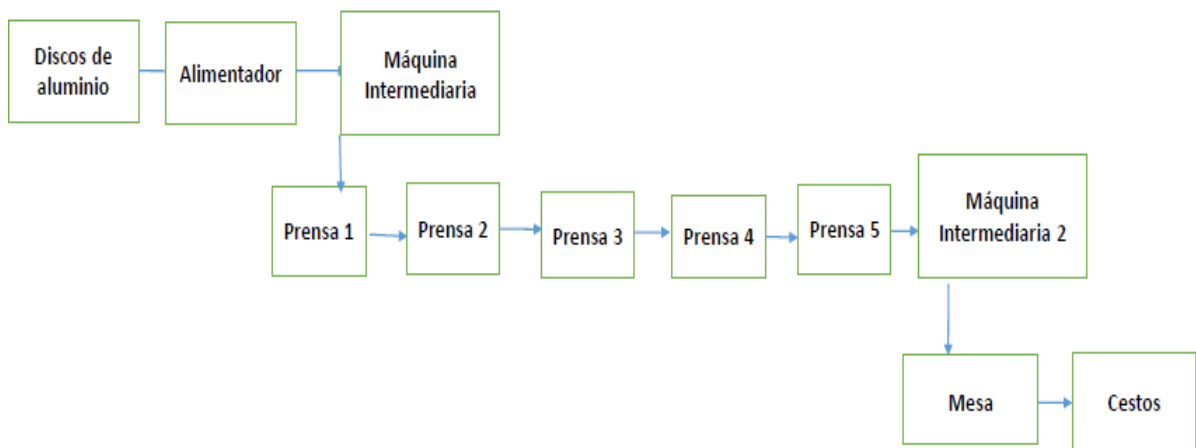 Discos de
aluminio
Alimentador
Máquina
Intermediaria
Prensa 1
Prensa 2
Prensa 3
Prensa 4
Prensa 5
Máquina
Intermediaria 2
Mesa
Cestos